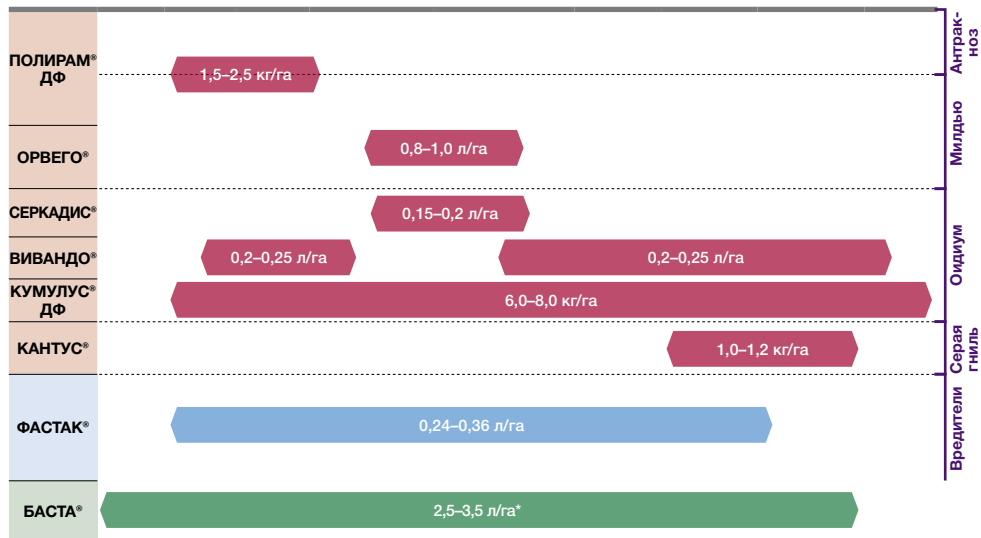 Антрак-
ноз
ПОЛИРАМ®
ДФ
1,5–2,5 кг/га
Милдью
ОРВЕГО®
0,8–1,0 л/га
СЕРКАДИС®
0,15–0,2 л/га
ВИВАНДО®
0,2–0,25 л/га
0,2–0,25 л/га
Оидиум
КУМУЛУС®
ДФ
6,0–8,0 кг/га
КАНТУС®
1,0–1,2 кг/га
Серая
гниль
ФАСТАК®
0,24–0,36 л/га
Вредители
БАСТА®
2,5–3,5 л/га*